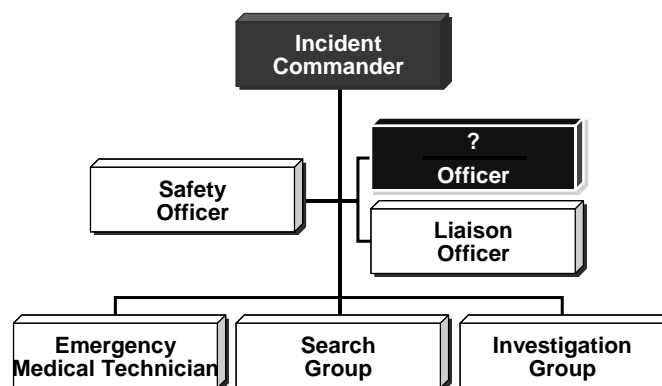 Incident
Commander
?
Officer
Safety
Officer
Liaison
Officer
Emergency
Medical Technician
Search
Group
Investigation
Group